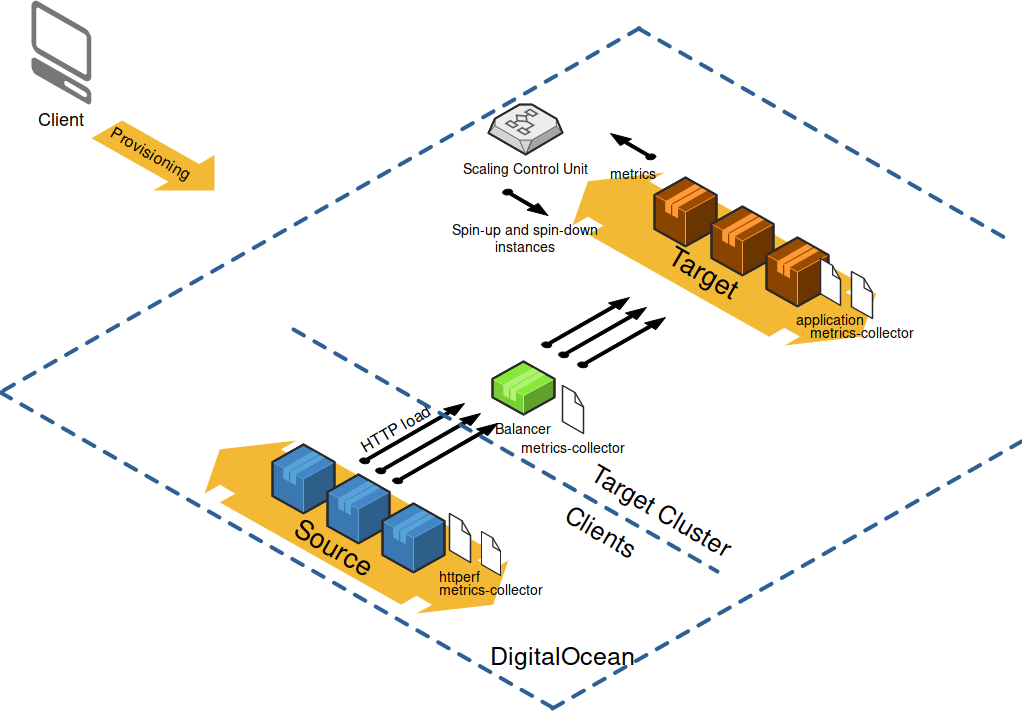 Client
Provisioning
Scaling Control Unit
metrics
Spin-up and spin-down
instances
Target
application
metrics-collector
HTTP load
Balancer
metrics-collector
Target Cluster
Clients
Source
httperf
metrics-collector
DigitalOcean